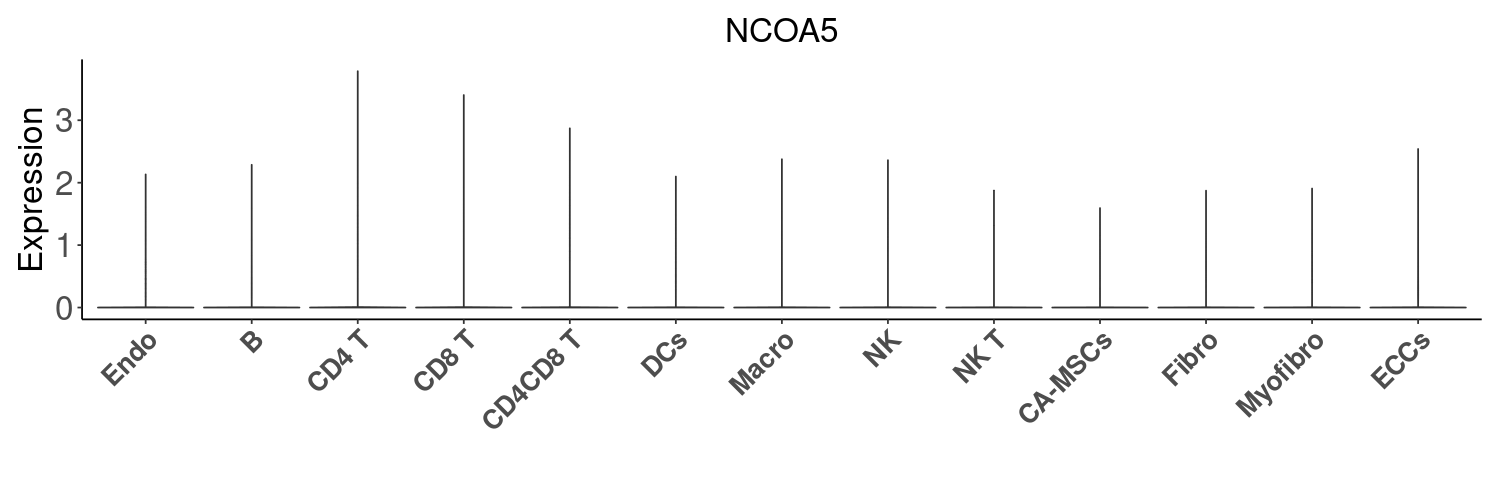 NCOA5
Expression
3
2
1
0
Endo
B
CD4 T
CD8 T
CD4CD8 T
DCs
Macro
NK
NK T
CA-MSCs
Fibro
Myofibro
ECCs